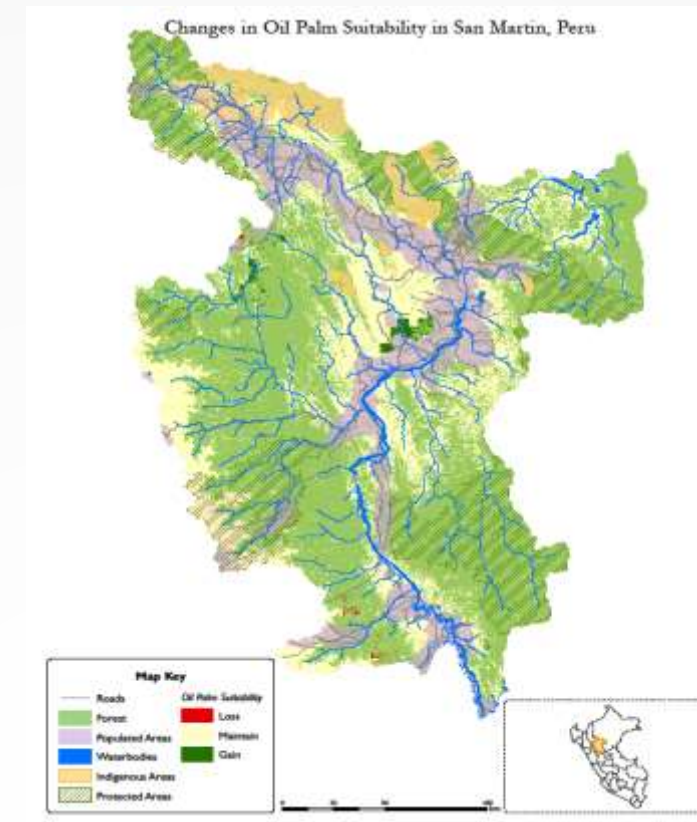 Changes in Oil Palm Suitability in San Martin, Peru
Map Key
Roads
Forest
Populated Areas
Waterbodies
Indigenous Areas
Protected Areas
Oil Palm Suitability
Loss
Maintain
Gain
0